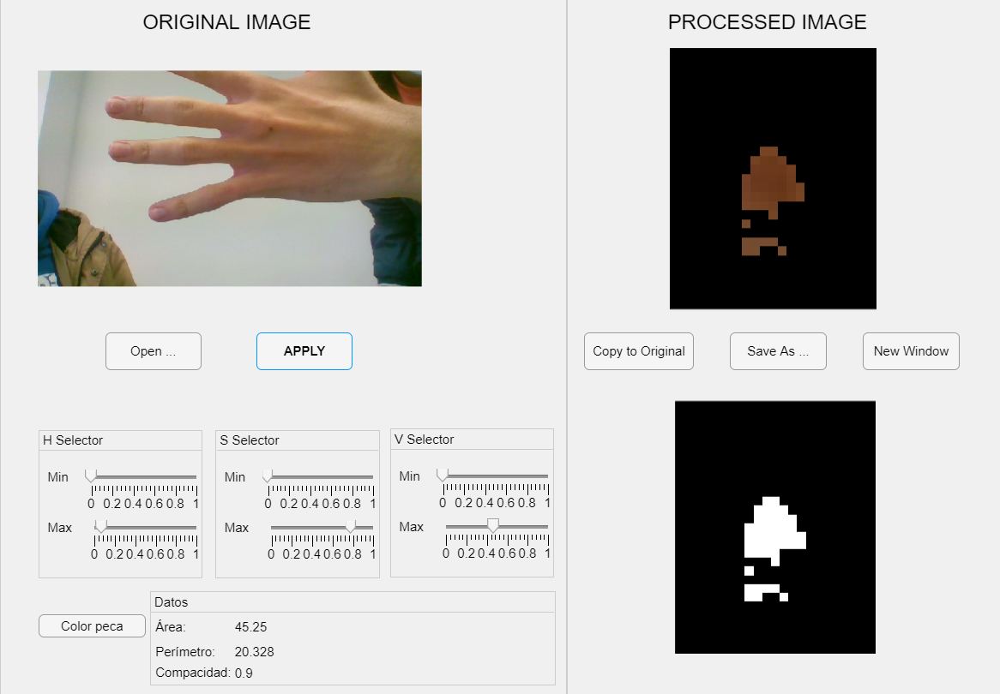 ORIGINAL IMAGE
PROCESSED IMAGE
Open ...
APPLY
Copy to Original
Save As ...
New Window
H Selector
Min
0 0.2 0.4 0.6 0.8 1
Max
0 0.2 0.4 0.6 0.8 1
S Selector
Min
0 0.2 0.4 0.6 0.8 1
Max
0 0.2 0.4 0.6 0.8 1
V Selector
Min
0 0.2 0.4 0.6 0.8 1
Max
0 0.2 0.4 0.6 0.8 1
Color peca
Datos
Área: 45.25
Perímetro: 20.328
Compacidad: 0.9